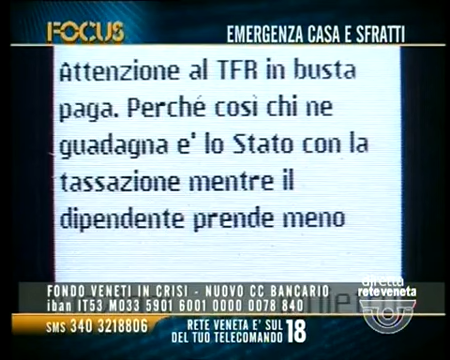 FOCUS
EMERGENZA CASA E SFRATTI
Attenzione al TFR in busta
paga. Perché così chi ne
guadagna e' lo Stato con la
tassazione mentre il
dipendente prende meno
FONDO VENETI IN CRISI - NUOVO CC BANCARIO
iban IT53 M033 5901 6001 0000 0078 840
diretta
reteveneta
SMS 340 3218806
RETE VENETA E' SUL
DEL TUO TELECOMANDO 18